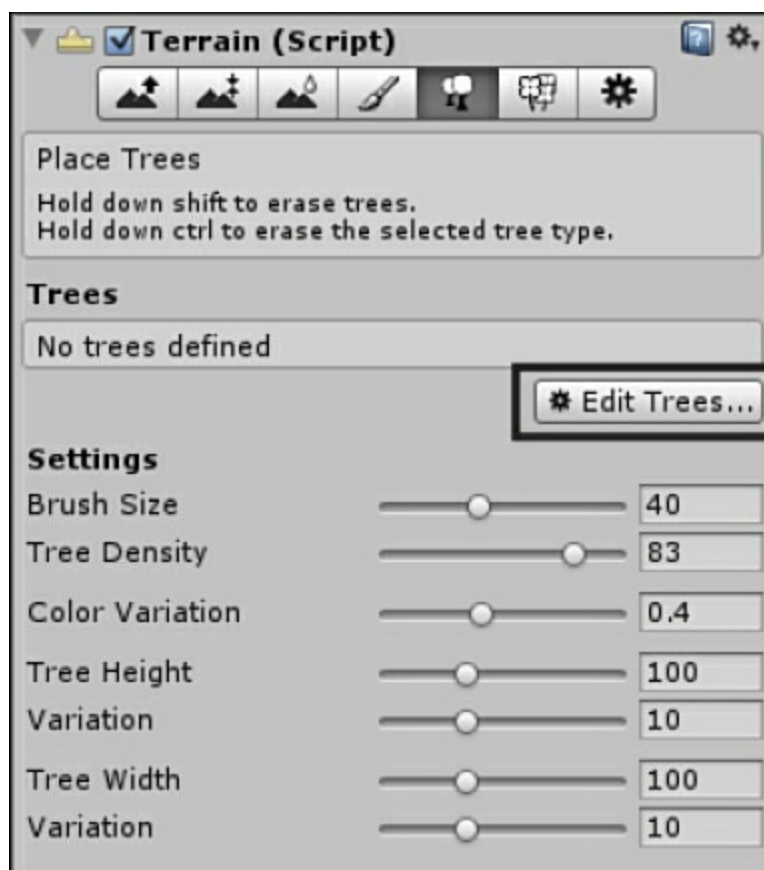 Terrain (Script)
Place Trees
Hold down shift to erase trees.
Hold down ctrl to erase the selected tree type.
Trees
No trees defined
Edit Trees...
Settings
Brush Size 40
Tree Density 83
Color Variation 0.4
Tree Height 100
Variation 10
Tree Width 100
Variation 10